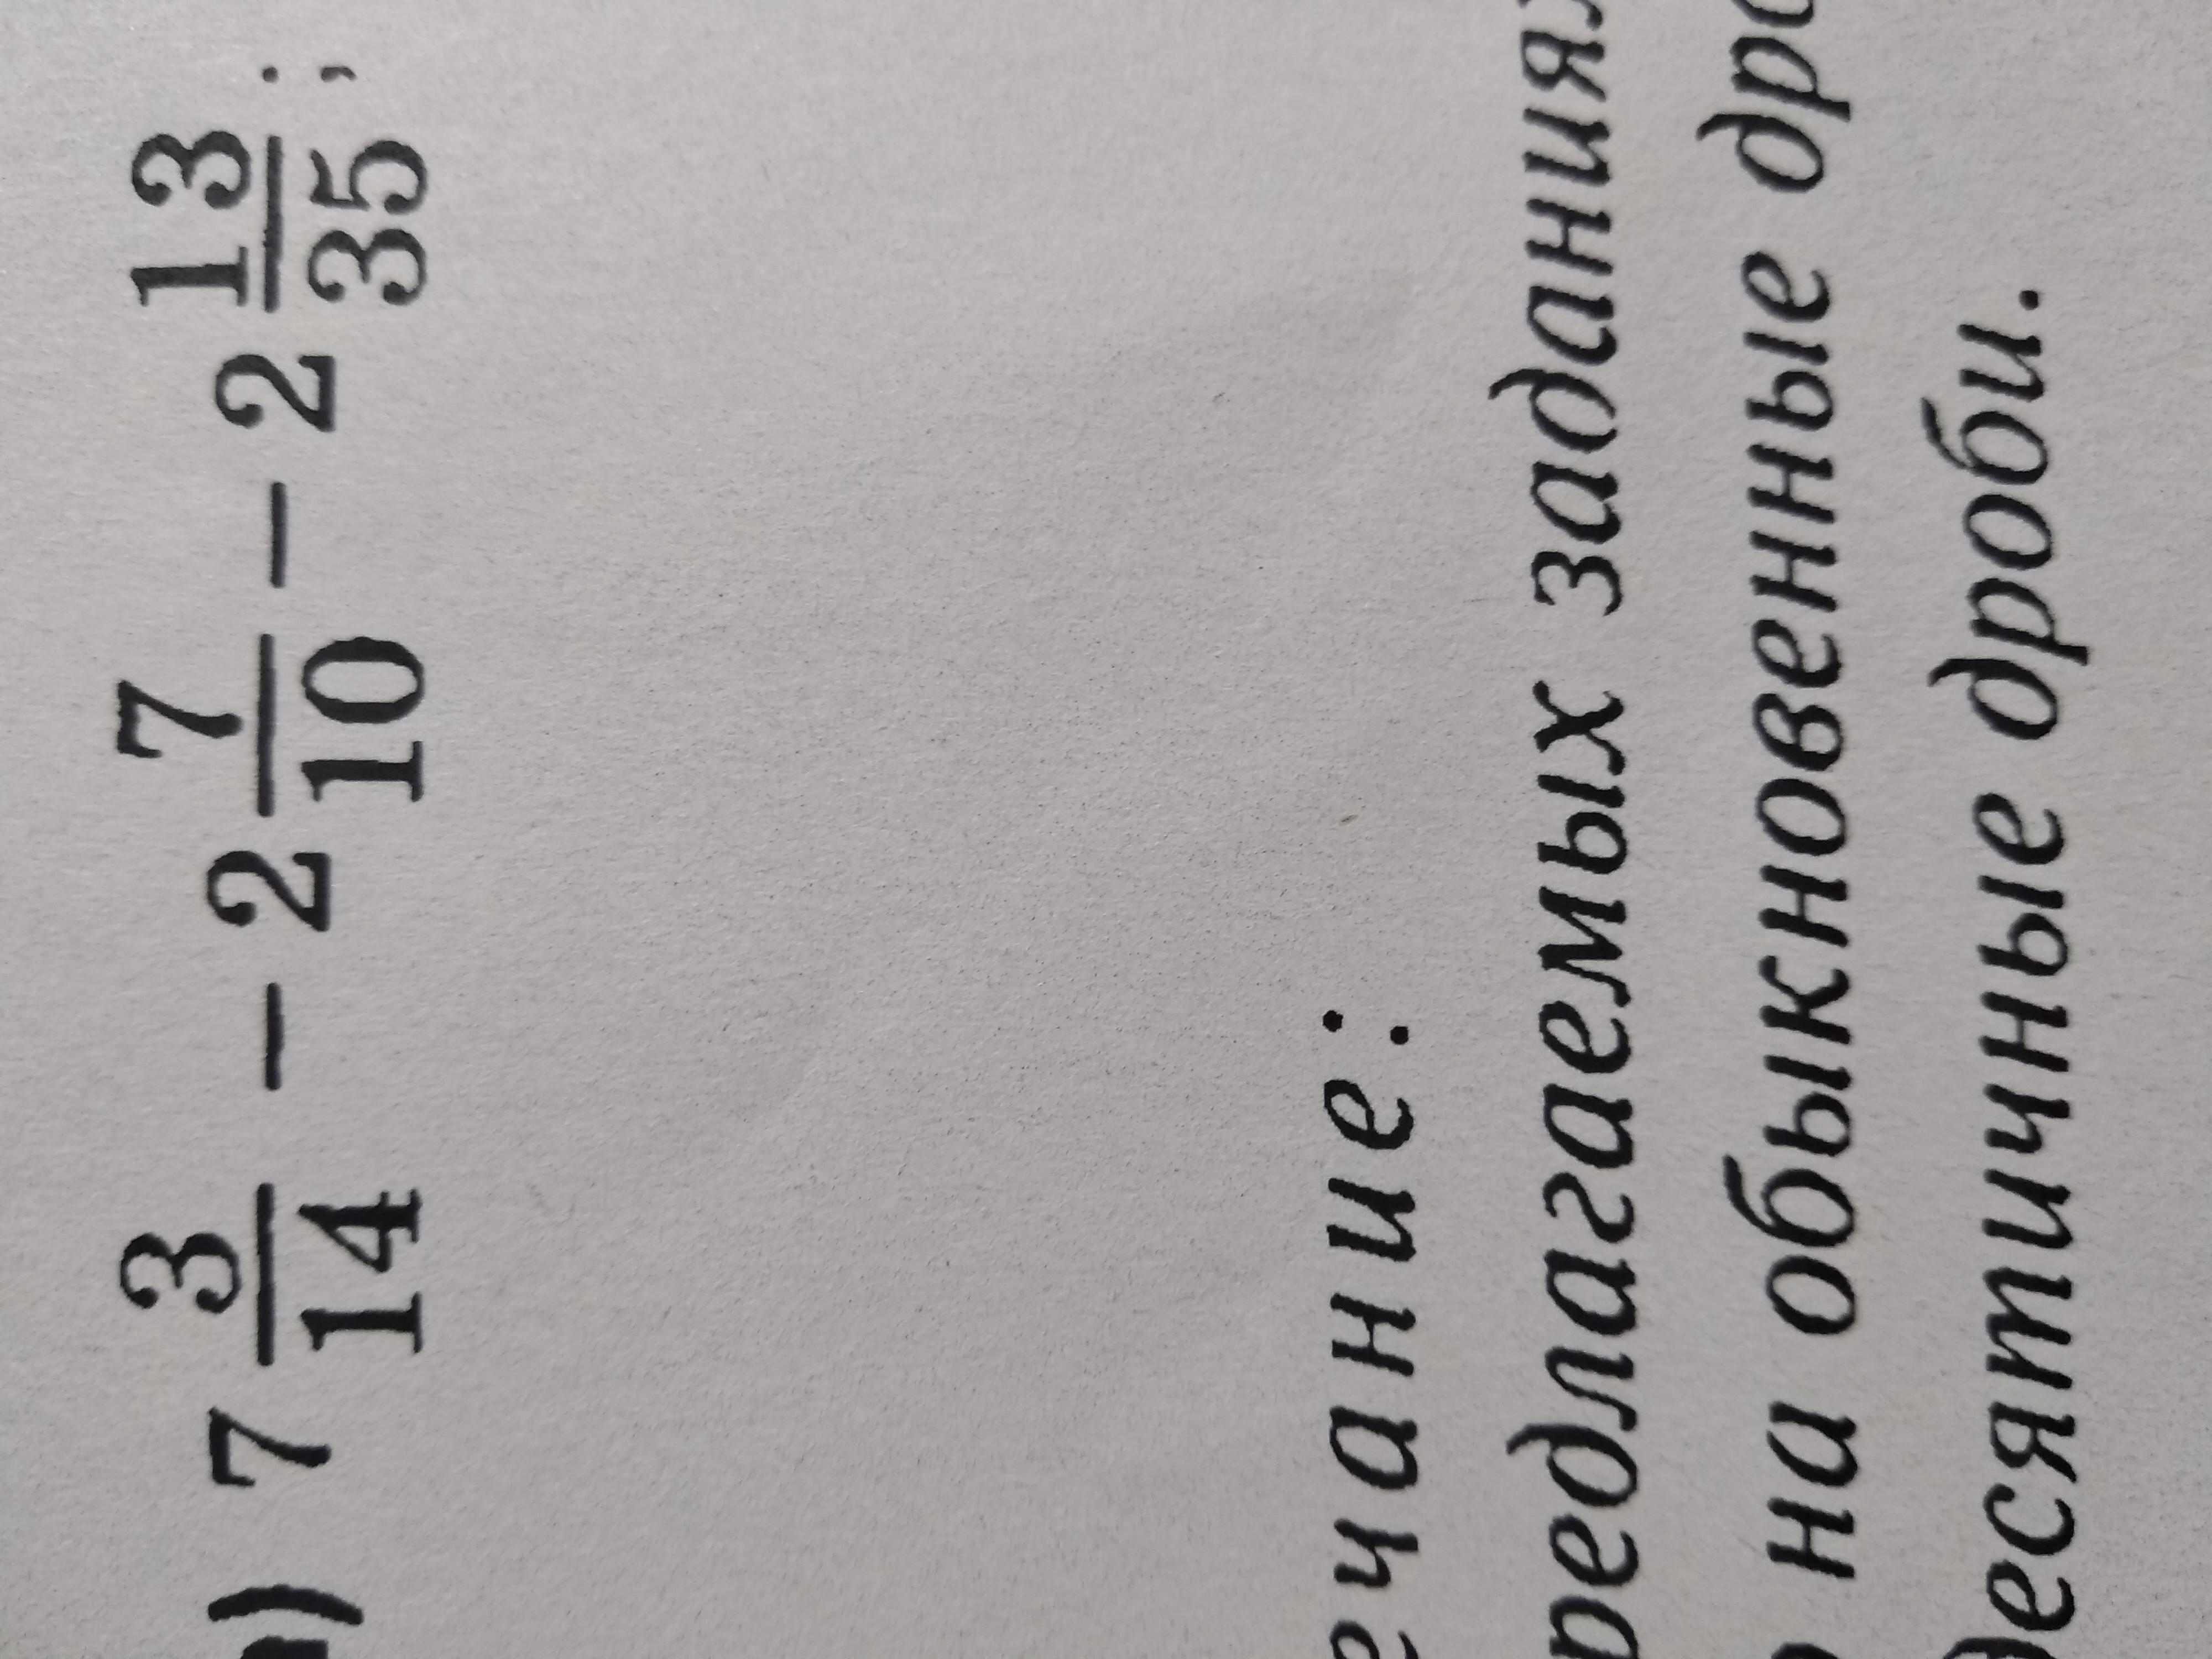 ) 7 3/14 − 2 7/10 − 2 13/35;
ечание:
редлагаемых задания
на обыкновенные дро
десятичные дроби.